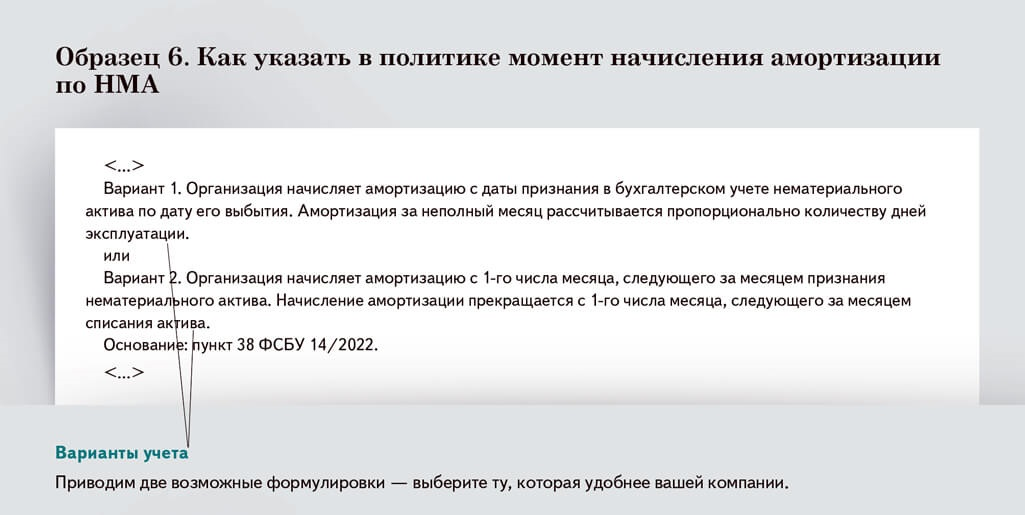 Образец 6. Как указать в политике момент начисления амортизации
по НМА
<...>
Вариант 1. Организация начисляет амортизацию с даты признания в бухгалтерском учете нематериального
актива по дату его выбытия. Амортизация за неполный месяц рассчитывается пропорционально количеству дней
эксплуатации.
или
Вариант 2. Организация начисляет амортизацию с 1-го числа месяца, следующего за месяцем признания
нематериального актива. Начисление амортизации прекращается с 1-го числа месяца, следующего за месяцем
списания актива.
Основание: пункт 38 ФСБУ 14/2022.
<...>
Варианты учета
Приводим две возможные формулировки — выберите ту, которая удобнее вашей компании.